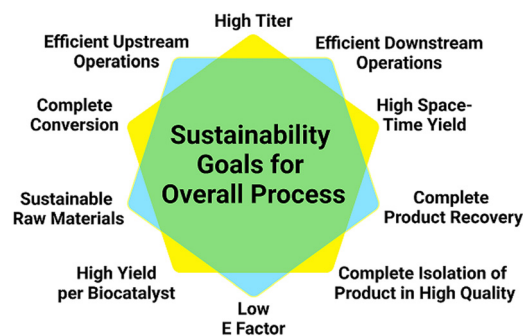 High Titer
Efficient Upstream
Operations
Efficient Downstream
Operations
Complete
Conversion
High Space-
Time Yield
Sustainability
Goals for
Overall Process
Sustainable
Raw Materials
Complete
Product Recovery
High Yield
per Biocatalyst
Complete Isolation of
Product in High Quality
Low
E Factor